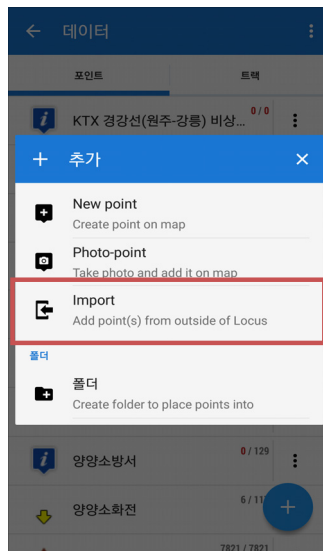 데이터
포인트
트랙
KTX 경강선(원주-강릉) 비상...
0 / 0
추가
New point
Create point on map
Photo-point
Take photo and add it on map
Import
Add point(s) from outside of Locus
폴더
폴더
Create folder to place points into
양양소방서
0 / 129
양양소화전
6 / 11
7821 / 7821